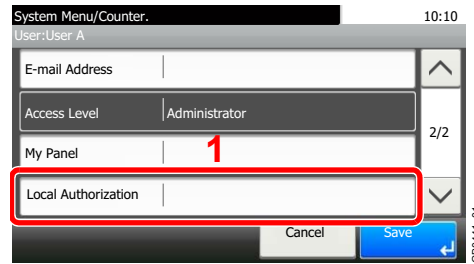 System Menu/Counter. 10:10
User:User A
E-mail Address
Access Level Administrator
2/2
My Panel 1
Local Authorization
Cancel Save